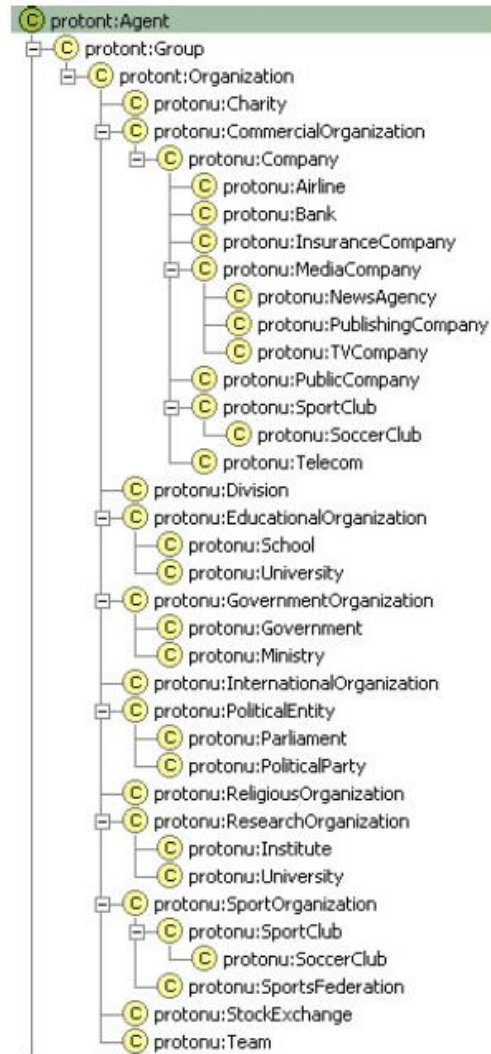 protont:Agent
protont:Group
protont:Organization
protonu:Charity
protonu:CommercialOrganization
protonu:Company
protonu:Airline
protonu:Bank
protonu:InsuranceCompany
protonu:MediaCompany
protonu:NewsAgency
protonu:PublishingCompany
protonu:TVCompany
protonu:PublicCompany
protonu:SportClub
protonu:SoccerClub
protonu:Telecom
protonu:Division
protonu:EducationalOrganization
protonu:School
protonu:University
protonu:GovernmentOrganization
protonu:Government
protonu:Ministry
protonu:InternationalOrganization
protonu:PoliticalEntity
protonu:Parliament
protonu:PoliticalParty
protonu:ReligiousOrganization
protonu:ResearchOrganization
protonu:Institute
protonu:University
protonu:SportOrganization
protonu:SportClub
protonu:SoccerClub
protonu:SportsFederation
protonu:StockExchange
protonu:Team